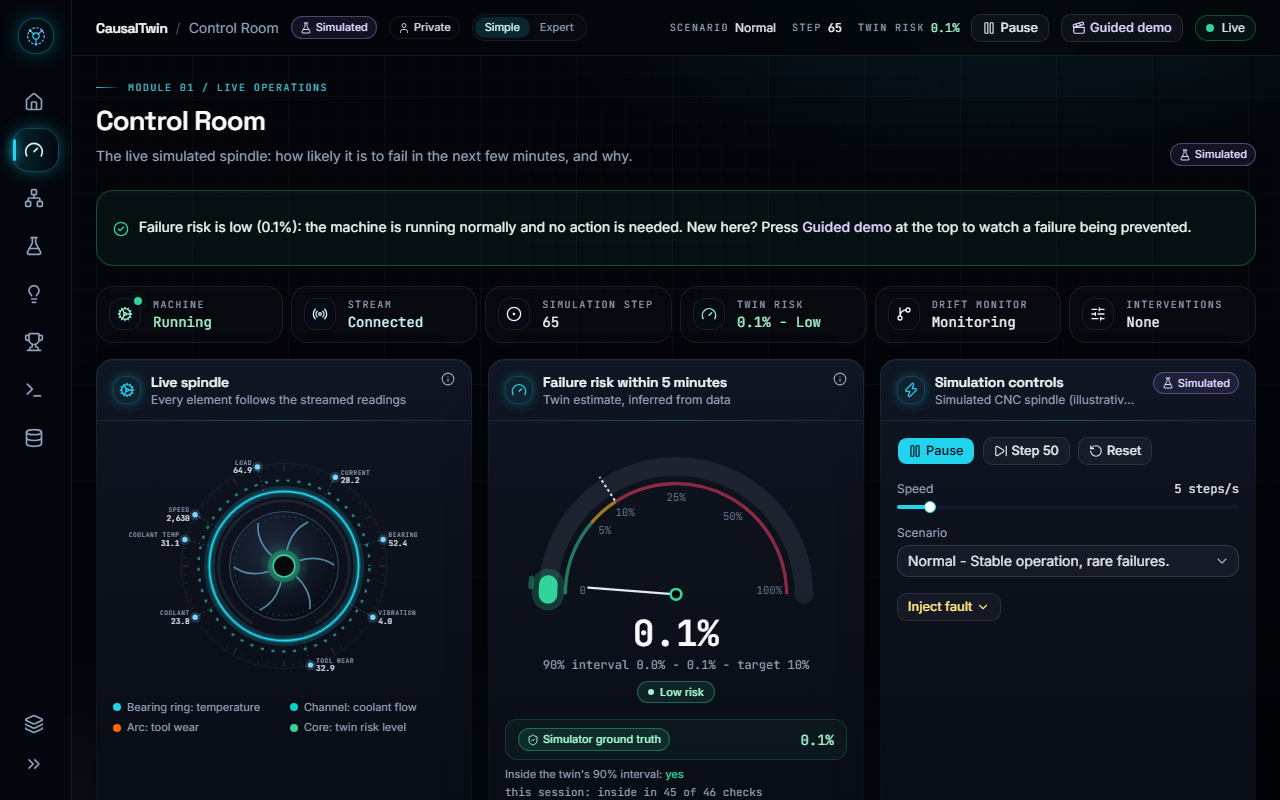 CausalTwin / Control Room Simulated Private Simple Expert SCENARIO Normal STEP 65 TWIN RISK 0.1% Pause Guided demo Live
MODULE 01 / LIVE OPERATIONS
Control Room
The live simulated spindle: how likely it is to fail in the next few minutes, and why.
Simulated
Failure risk is low (0.1%): the machine is running normally and no action is needed. New here? Press Guided demo at the top to watch a failure being prevented.
MACHINE
Running
STREAM
Connected
SIMULATION STEP
65
TWIN RISK
0.1% - Low
DRIFT MONITOR
Monitoring
INTERVENTIONS
None
Live spindle
Every element follows the streamed readings
LOAD
64.9
CURRENT
28.2
SPEED
2,638
COOLANT TEMP
31.1
BEARING
52.4
COOLANT
23.8
VIBRATION
4.0
TOOL WEAR
32.9
Bearing ring: temperature
Channel: coolant flow
Arc: tool wear
Core: twin risk level
Failure risk within 5 minutes
Twin estimate, inferred from data
0
5%
10%
25%
50%
100%
0.1%
90% interval 0.0% - 0.1% - target 10%
Low risk
Simulator ground truth 0.1%
Inside the twin's 90% interval: yes
this session: inside in 45 of 46 checks
Simulation controls
Simulated CNC spindle (illustrativ...
Simulated
Pause Step 50 Reset
Speed 5 steps/s
Scenario
Normal - Stable operation, rare failures.
Inject fault